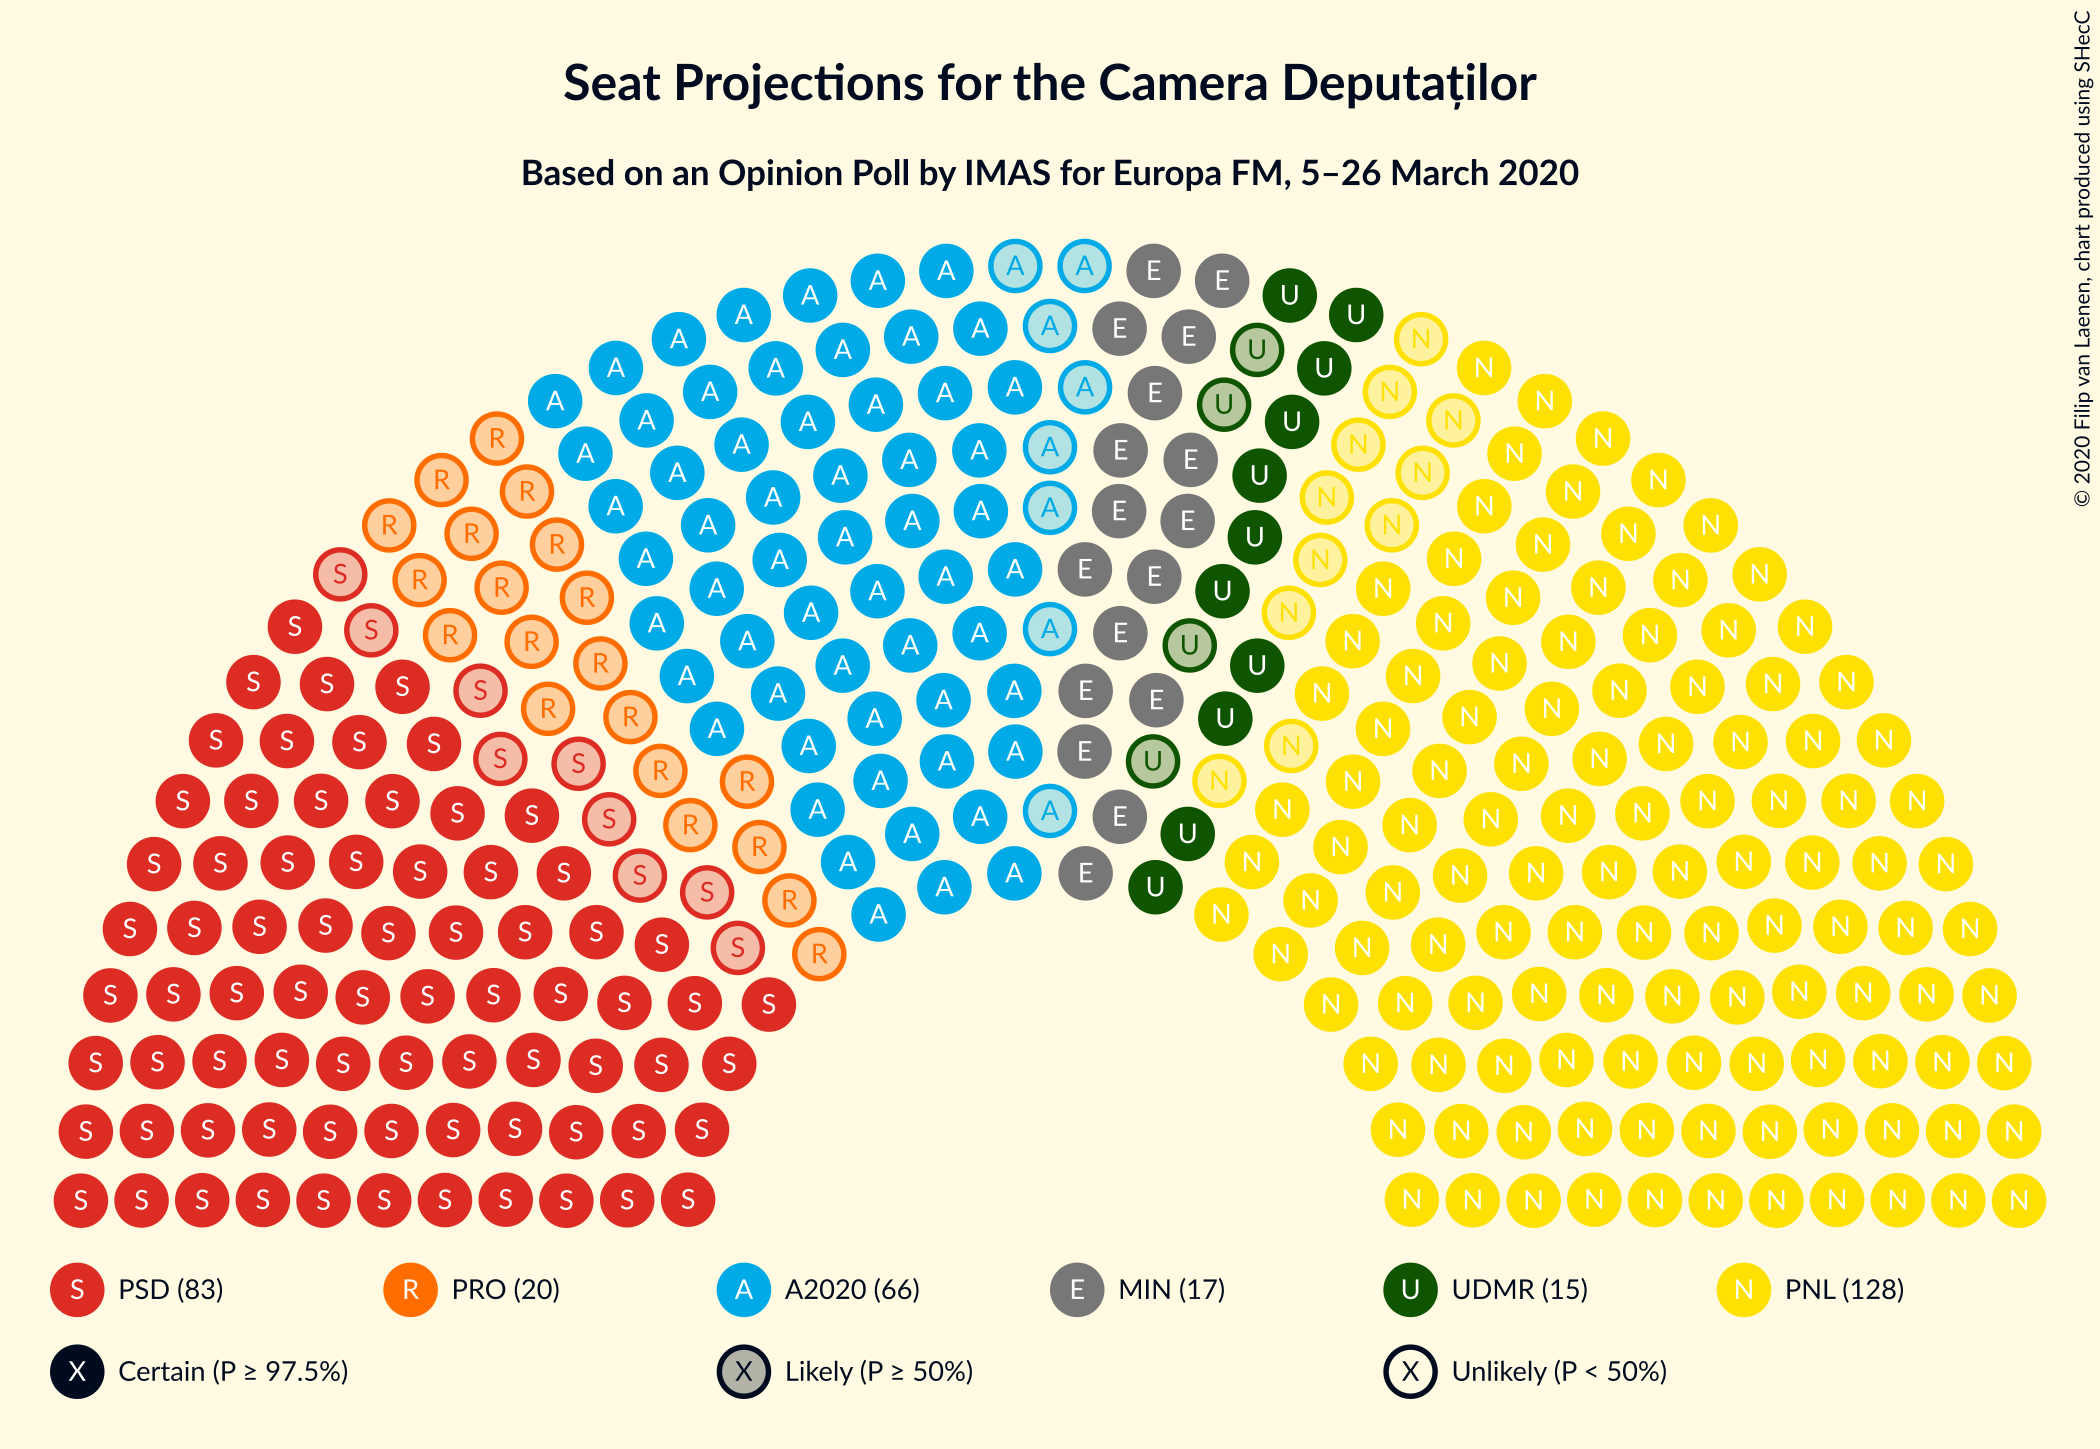 Seat Projections for the Camera Deputaților
Based on an Opinion Poll by IMAS for Europa FM, 5–26 March 2020
© 2020 Filip van Laenen, chart produced using SHecC
S PSD (83) R PRO (20) A A2020 (66) E MIN (17) U UDMR (15) N PNL (128)
X Certain (P ≥ 97.5%) X Likely (P ≥ 50%) X Unlikely (P < 50%)